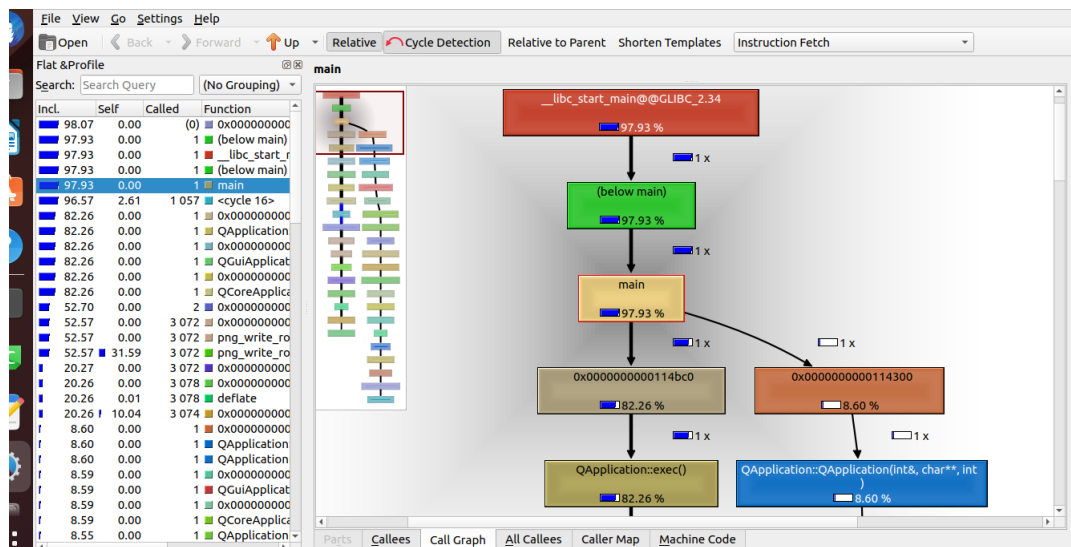 File View Go Settings Help
Open Back Forward Up Relative Cycle Detection Relative to Parent Shorten Templates Instruction Fetch
Flat &Profile
Search: Search Query (No Grouping)
Incl. Self Called Function
98.07 0.00 (0) 0x000000000
97.93 0.00 1 (below main)
97.93 0.00 1 __libc_start_r
97.93 0.00 1 (below main)
97.93 0.00 1 main
96.57 2.61 1 057 <cycle 16>
82.26 0.00 1 0x000000000
82.26 0.00 1 QApplication
82.26 0.00 1 0x000000000
82.26 0.00 1 QGuiApplicat
82.26 0.00 1 0x000000000
82.26 0.00 1 QCoreApplica
52.70 0.00 2 0x000000000
52.57 0.00 3 072 0x000000000
52.57 0.00 3 072 png_write_ro
52.57 31.59 3 072 png_write_ro
20.27 0.00 3 072 0x000000000
20.26 0.00 3 078 0x000000000
20.26 0.01 3 078 deflate
20.26 10.04 3 074 0x000000000
8.60 0.00 1 0x000000000
8.60 0.00 1 QApplication
8.60 0.00 1 QApplication
8.59 0.00 1 0x000000000
8.59 0.00 1 QGuiApplicat
8.59 0.00 1 0x000000000
8.59 0.00 1 QCoreApplica
8.55 0.00 1 QApplication
main
__libc_start_main@@GLIBC_2.34
97.93 %
1 x
(below main)
97.93 %
1 x
main
97.93 %
1 x
1 x
0x0000000000114bc0
82.26 %
0x0000000000114300
8.60 %
1 x
1 x
QApplication::exec()
82.26 %
QApplication::QApplication(int&, char**, int
)
8.60 %
Parts Callees Call Graph All Callees Caller Map Machine Code